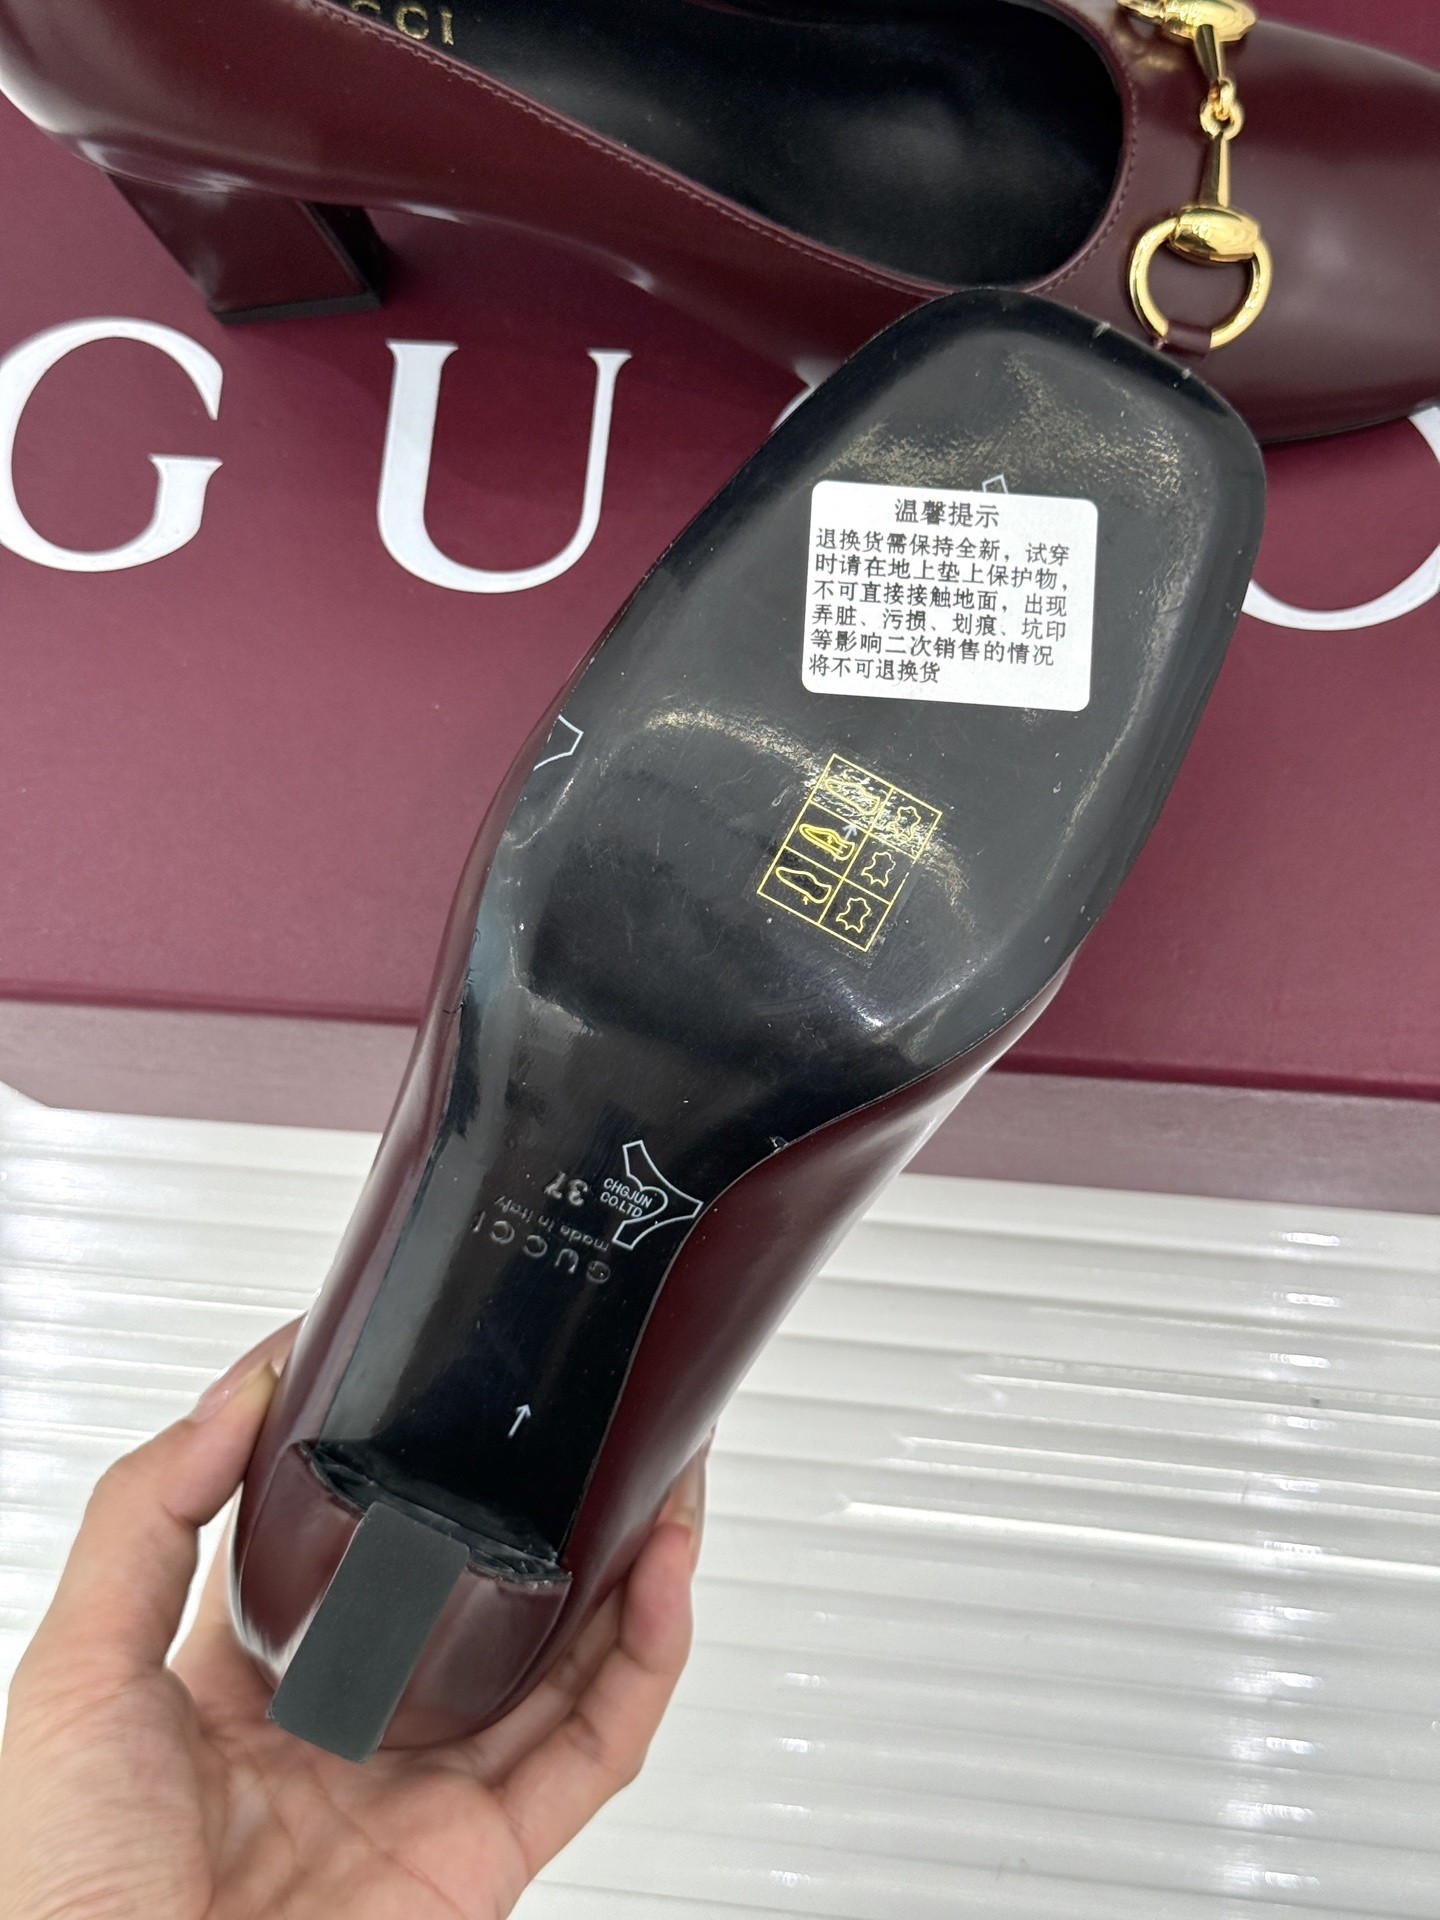 CCI
GU
O
温馨提示
退换货需保持全新，试穿
时请在地上垫上保护物，
不可直接接触地面，出现
弄脏、污损、划痕、坑印
等影响二次销售的情况
将不可退换货
37
CHGJUN
CO.LTD
made in italy
GUCCI